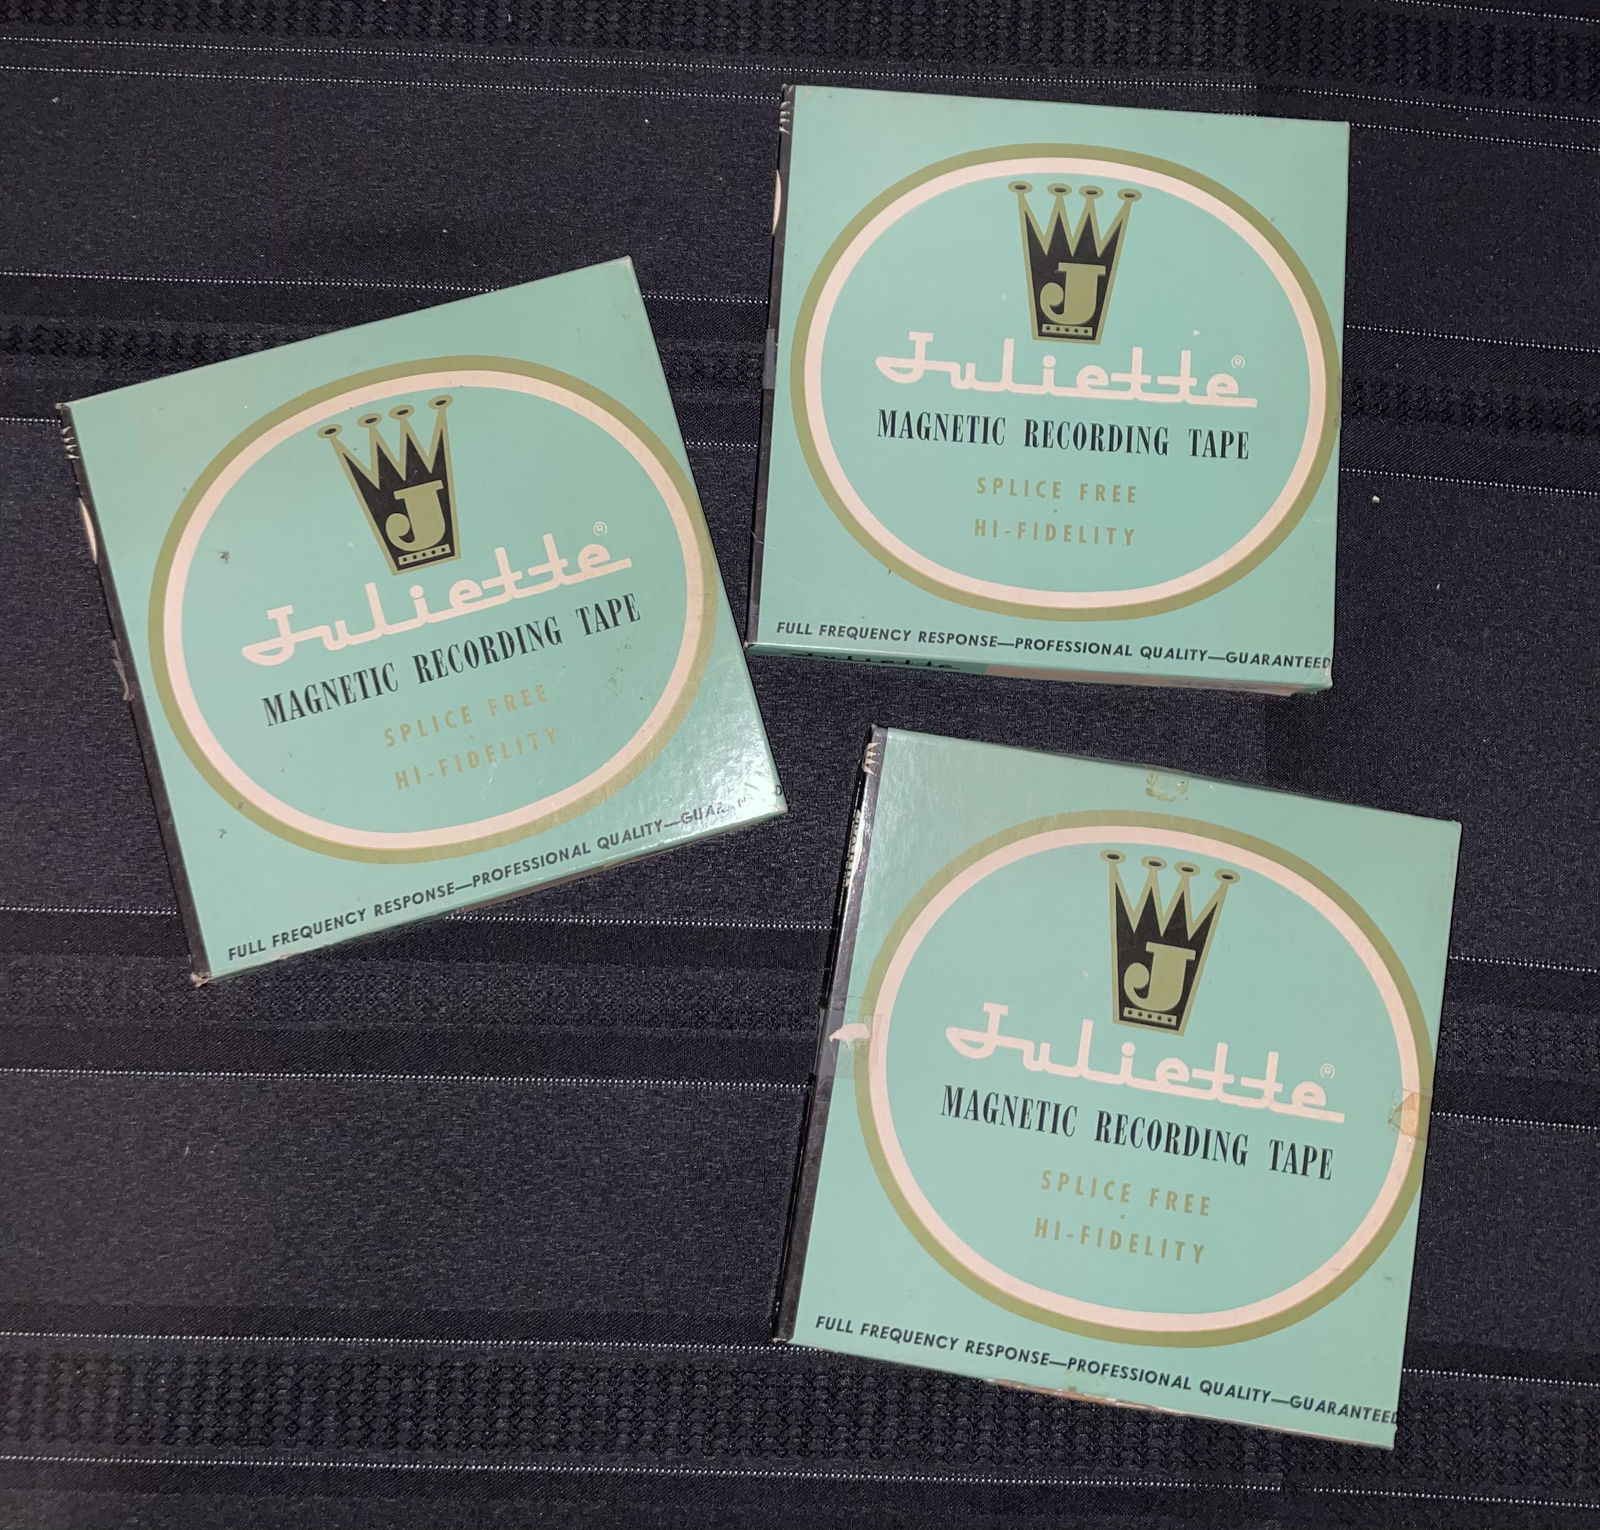 J
Juliette®
MAGNETIC RECORDING TAPE
SPLICE FREE
HI-FIDELITY
FULL FREQUENCY RESPONSE—PROFESSIONAL QUALITY—GUARANTEED
Juliette
J
Juliette®
MAGNETIC RECORDING TAPE
SPLICE FREE
HI-FIDELITY
FULL FREQUENCY RESPONSE—PROFESSIONAL QUALITY—GUARANTEED
J
Juliette®
MAGNETIC RECORDING TAPE
SPLICE FREE
HI-FIDELITY
FULL FREQUENCY RESPONSE—PROFESSIONAL QUALITY—GUARANTEED